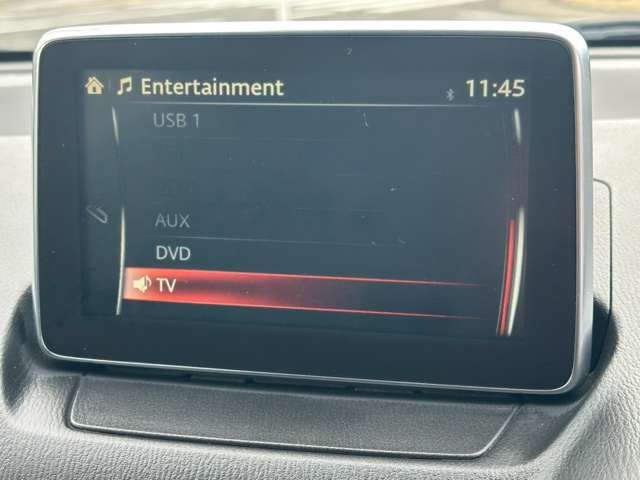 Entertainment
11:45
USB 1
AUX
DVD
TV